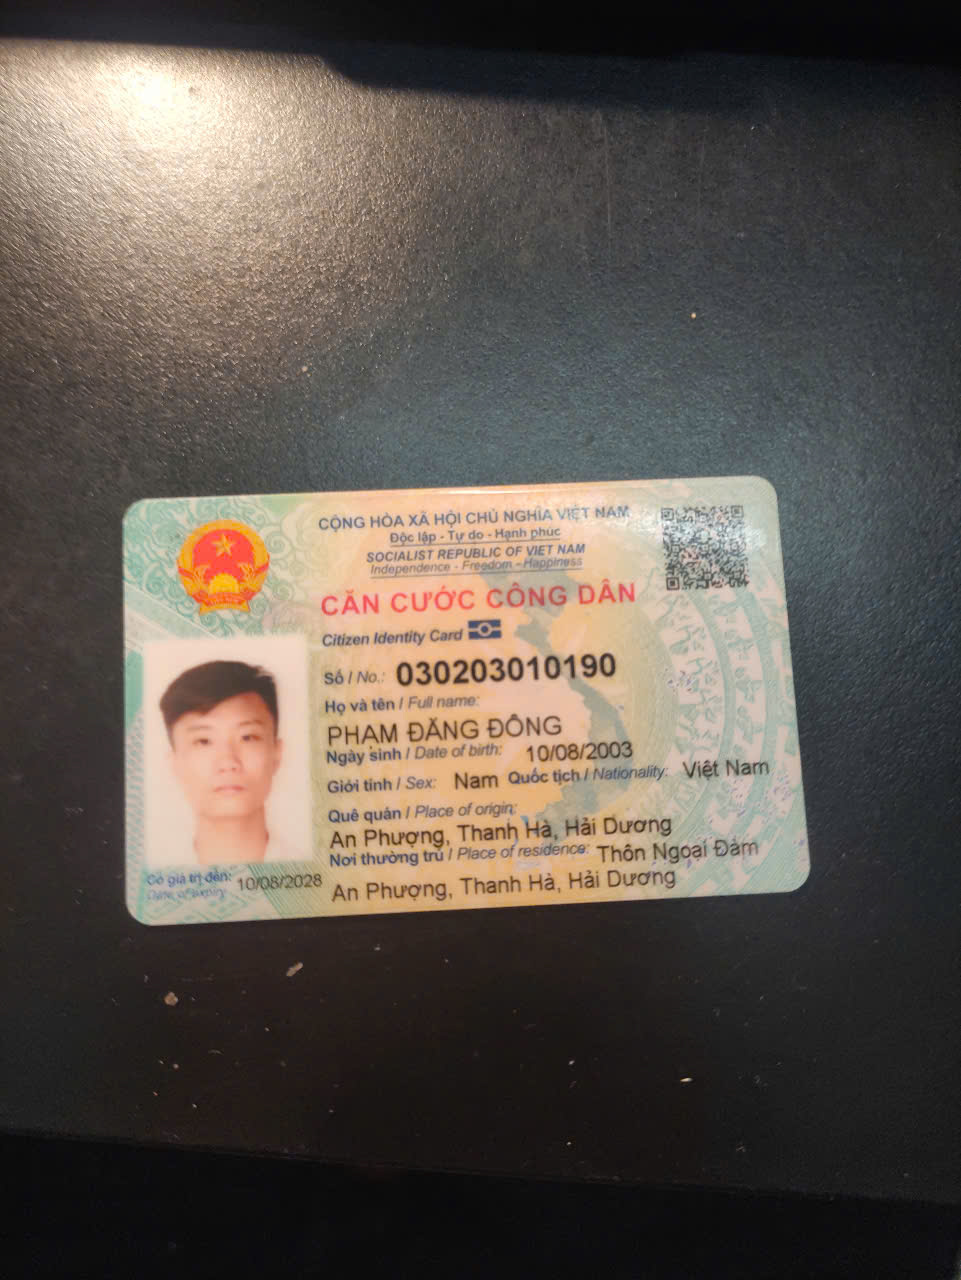 CỘNG HÒA XÃ HỘI CHỦ NGHĨA VIỆT NAM
Độc lập - Tự do - Hạnh phúc
SOCIALIST REPUBLIC OF VIET NAM
Independence - Freedom - Happiness
CĂN CƯỚC CÔNG DÂN
Citizen Identity Card
Số / No.: 030203010190
Họ và tên / Full name:
PHẠM ĐĂNG ĐÔNG
Ngày sinh / Date of birth: 10/08/2003
Giới tính / Sex: Nam Quốc tịch / Nationality: Việt Nam
Quê quán / Place of origin:
An Phượng, Thanh Hà, Hải Dương
Nơi thường trú / Place of residence: Thôn Ngoại Đàm
An Phượng, Thanh Hà, Hải Dương
Có giá trị đến: 10/08/2028
Date of expiry